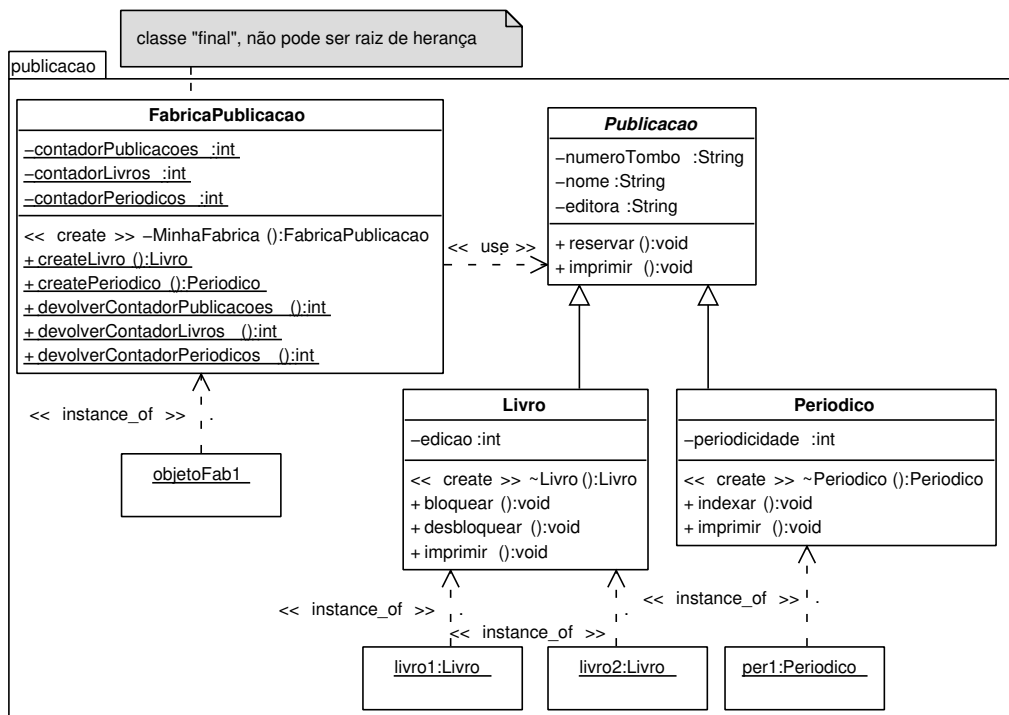 classe "final", não pode ser raiz de herança
publicacao
FabricaPublicacao
−contadorPublicacoes :int
−contadorLivros :int
−contadorPeriodicos :int
<< create >> −MinhaFabrica ():FabricaPublicacao
+ createLivro ():Livro
+ createPeriodico ():Periodico
+ devolverContadorPublicacoes ():int
+ devolverContadorLivros ():int
+ devolverContadorPeriodicos ():int
<< use >>
Publicacao
−numeroTombo :String
−nome :String
−editora :String
+ reservar ():void
+ imprimir ():void
<< instance_of >> .
objetoFab1
Livro
−edicao :int
<< create >> ~Livro ():Livro
+ bloquear ():void
+ desbloquear ():void
+ imprimir ():void
Periodico
−periodicidade :int
<< create >> ~Periodico ():Periodico
+ indexar ():void
+ imprimir ():void
<< instance_of >> .
<< instance_of >> .
<< instance_of >> .
livro1:Livro
livro2:Livro
per1:Periodico